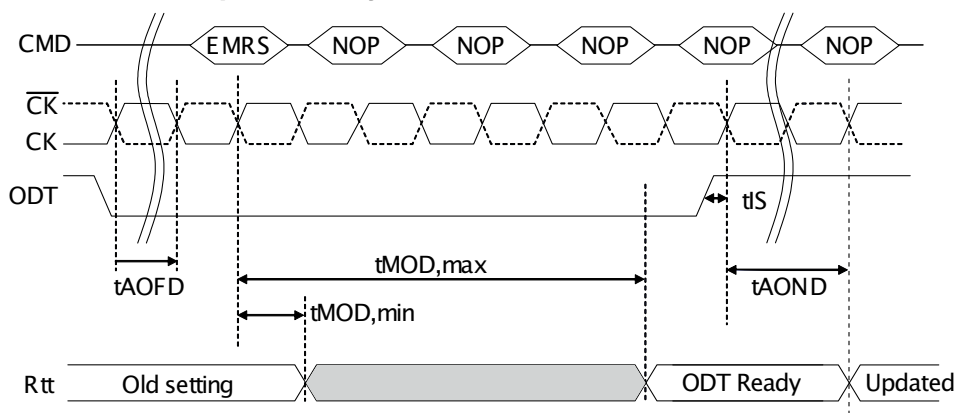 CMD EMRS NOP NOP NOP NOP NOP
CK
CK
ODT tIS
tAOFD tMOD,max tAOND
tMOD,min
Rtt Old setting ODT Ready Updated